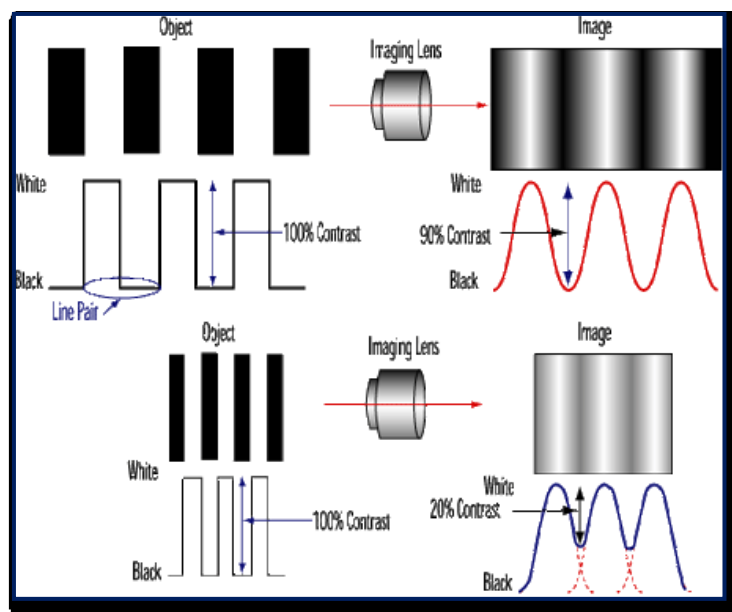 Object
Imaging Lens
Image
White
100% Contrast
Black
Line Pair
White
90% Contrast
Black
Object
Imaging Lens
Image
White
100% Contrast
Black
White
20% Contrast
Black